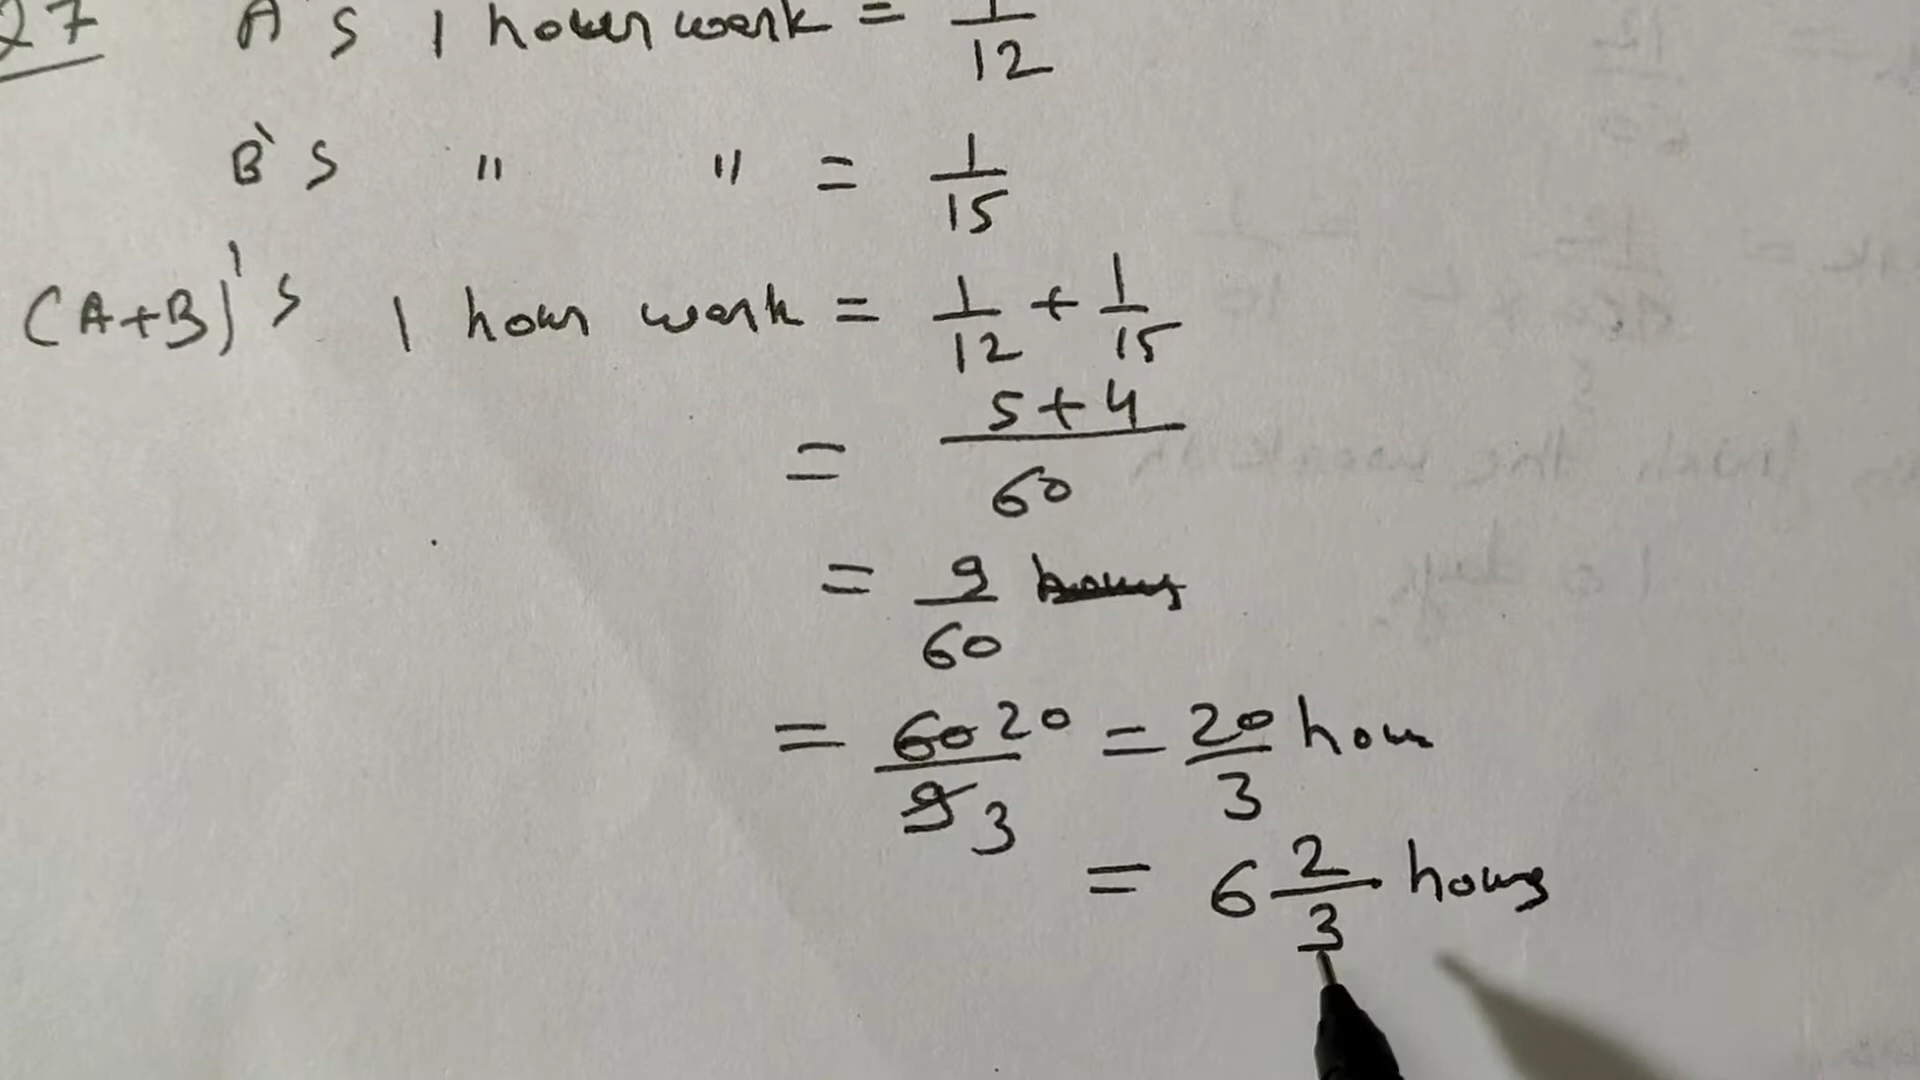 27 A's 1 hour work = 1/12
B's " " = 1/15
(A+B)'s 1 hour work = 1/12 + 1/15
= 5+4/60
= 9/60 hours
= 60 20/9 3 = 20/3 hour
= 6 2/3 hours